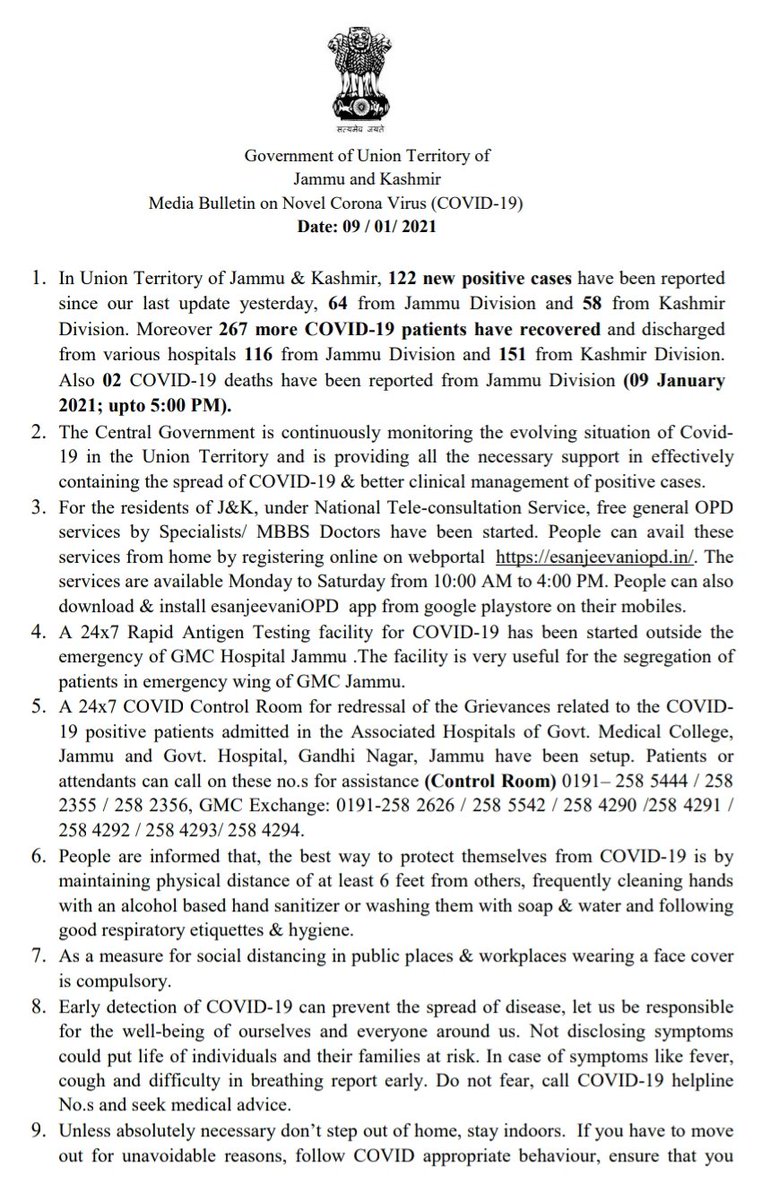 सत्यमेव जयते
Government of Union Territory of
Jammu and Kashmir
Media Bulletin on Novel Corona Virus (COVID-19)
Date: 09 / 01/ 2021
1. In Union Territory of Jammu & Kashmir, 122 new positive cases have been reported
since our last update yesterday, 64 from Jammu Division and 58 from Kashmir
Division. Moreover 267 more COVID-19 patients have recovered and discharged
from various hospitals 116 from Jammu Division and 151 from Kashmir Division.
Also 02 COVID-19 deaths have been reported from Jammu Division (09 January
2021; upto 5:00 PM).
2. The Central Government is continuously monitoring the evolving situation of Covid-
19 in the Union Territory and is providing all the necessary support in effectively
containing the spread of COVID-19 & better clinical management of positive cases.
3. For the residents of J&K, under National Tele-consultation Service, free general OPD
services by Specialists/ MBBS Doctors have been started. People can avail these
services from home by registering online on webportal https://esanjeevaniopd.in/. The
services are available Monday to Saturday from 10:00 AM to 4:00 PM. People can also
download & install esanjeevaniOPD app from google playstore on their mobiles.
4. A 24x7 Rapid Antigen Testing facility for COVID-19 has been started outside the
emergency of GMC Hospital Jammu .The facility is very useful for the segregation of
patients in emergency wing of GMC Jammu.
5. A 24x7 COVID Control Room for redressal of the Grievances related to the COVID-
19 positive patients admitted in the Associated Hospitals of Govt. Medical College,
Jammu and Govt. Hospital, Gandhi Nagar, Jammu have been setup. Patients or
attendants can call on these no.s for assistance (Control Room) 0191– 258 5444 / 258
2355 / 258 2356, GMC Exchange: 0191-258 2626 / 258 5542 / 258 4290 /258 4291 /
258 4292 / 258 4293/ 258 4294.
6. People are informed that, the best way to protect themselves from COVID-19 is by
maintaining physical distance of at least 6 feet from others, frequently cleaning hands
with an alcohol based hand sanitizer or washing them with soap & water and following
good respiratory etiquettes & hygiene.
7. As a measure for social distancing in public places & workplaces wearing a face cover
is compulsory.
8. Early detection of COVID-19 can prevent the spread of disease, let us be responsible
for the well-being of ourselves and everyone around us. Not disclosing symptoms
could put life of individuals and their families at risk. In case of symptoms like fever,
cough and difficulty in breathing report early. Do not fear, call COVID-19 helpline
No.s and seek medical advice.
9. Unless absolutely necessary don’t step out of home, stay indoors. If you have to move
out for unavoidable reasons, follow COVID appropriate behaviour, ensure that you